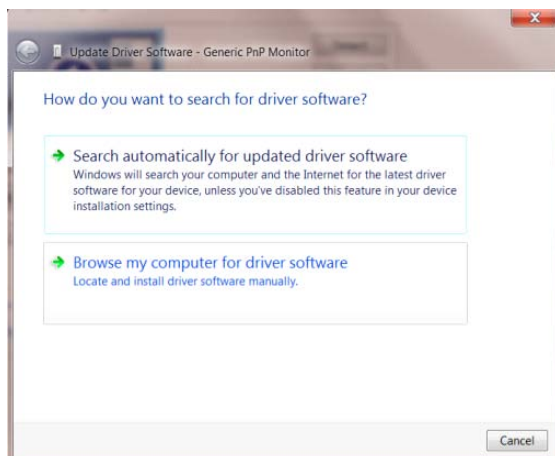 Update Driver Software - Generic PnP Monitor
How do you want to search for driver software?
Search automatically for updated driver software
Windows will search your computer and the Internet for the latest driver
software for your device, unless you've disabled this feature in your device
installation settings.
Browse my computer for driver software
Locate and install driver software manually.
Cancel